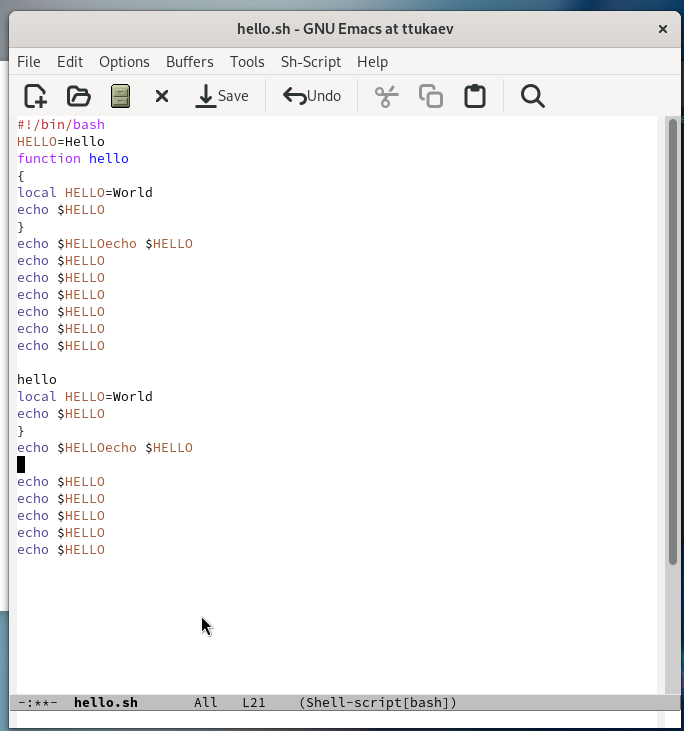 hello.sh - GNU Emacs at ttukaev ×
File Edit Options Buffers Tools Sh-Script Help
Save Undo
#!/bin/bash
HELLO=Hello
function hello
{
local HELLO=World
echo $HELLO
}
echo $HELLOecho $HELLO
echo $HELLO
echo $HELLO
echo $HELLO
echo $HELLO
echo $HELLO
echo $HELLO

hello
local HELLO=World
echo $HELLO
}
echo $HELLOecho $HELLO

echo $HELLO
echo $HELLO
echo $HELLO
echo $HELLO
echo $HELLO
-:**- hello.sh All L21 (Shell-script[bash])